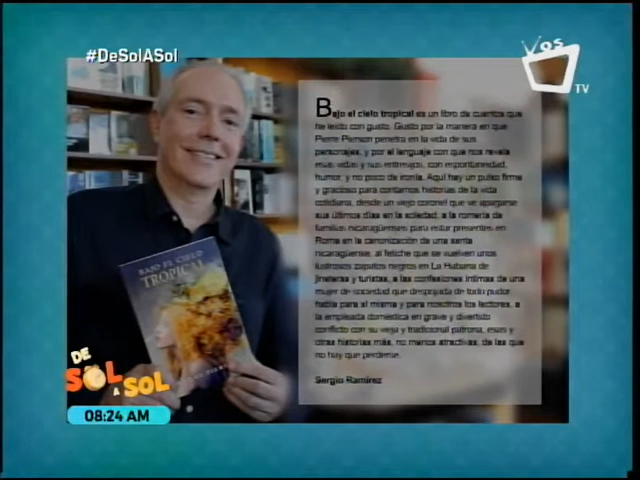 #DeSolASol
VOS
TV
Bajo el cielo tropical es un libro de cuentos que
he leído con gusto. Gusto por la manera en que
Pierre Pierson penetra en la vida de sus
personajes, y por el lenguaje con que nos revela
esas vidas y sus entresijos, con espontaneidad,
humor, y no poco de ironía. Aquí hay un pulso firme
y gracioso para contarnos historias de la vida
cotidiana, desde un viejo coronel que ve apagarse
sus últimos días en la soledad, a la romería de
familias nicaragüenses para estar presentes en
Roma en la canonización de una santa
nicaragüense, al fetiche que se vuelven unos
lustrosos zapatos negros en La Habana de
jineteras y turistas, a las confesiones íntimas de una
mujer de sociedad que despojada de todo pudor
habla para sí misma y para nosotros los lectores, a
la empleada doméstica en grave y divertido
conflicto con su vieja y tradicional patrona, esas y
otras historias más, no menos atractivas, de las que
no hay que perderse.
Sergio Ramírez
BAJO EL CIELO
TROPICAL
DE
SOL
A SOL
08:24 AM